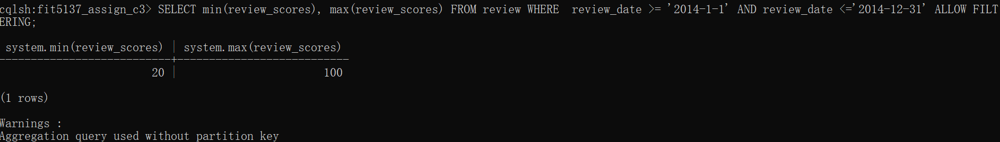 cqlsh:fit5137_assign_c3> SELECT min(review_scores), max(review_scores) FROM review WHERE  review_date >= '2014-1-1' AND review_date <='2014-12-31' ALLOW FILT
ERING;
system.min(review_scores) | system.max(review_scores)
---------------------------+---------------------------
20 | 100
(1 rows)
Warnings :
Aggregation query used without partition key